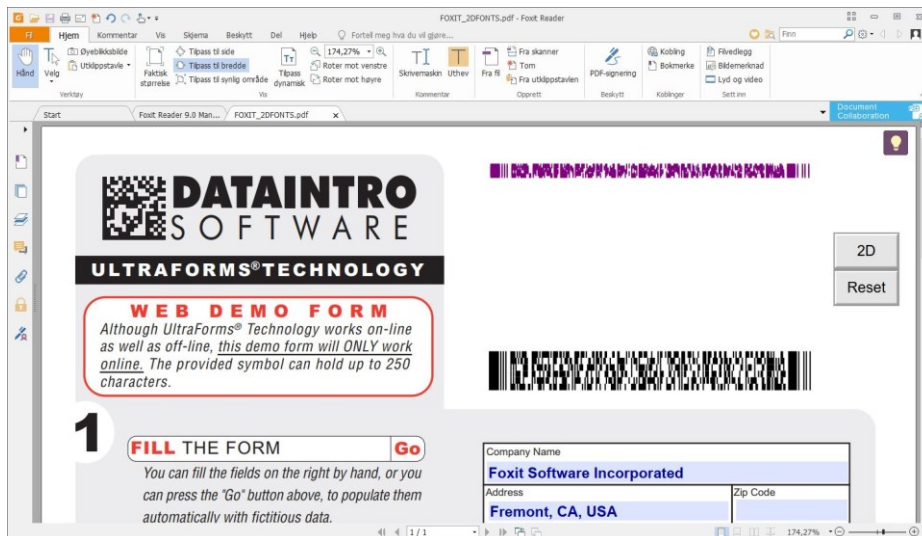 FOXIT_2DFONTS.pdf - Foxit Reader
Fi Hjem Kommentar Vis Skjema Beskytt Del Hjelp Fortell meg hva du vil gjøre... Finn
Hånd
Velg
Øyeblikkbilde
Utklippstavle
Verktøy
Faktisk størrelse
Tilpass til side
Tilpass til bredde
Tilpass til synlig område
Tilpass dynamisk
174,27%
Roter mot venstre
Roter mot høyre
Vis
Skrivemaskin
Uthev
Kommentar
Fra fil
Fra skanner
Tom
Fra utklippstavlen
Opprett
PDF-signering
Beskytt
Kobling
Bokmerke
Koblinger
Filvedlegg
Bildemerknad
Lyd og video
Sett inn
Start Foxit Reader 9.0 Man... FOXIT_2DFONTS.pdf x
Document
Collaboration
DATAINTRO
SOFTWARE
ULTRAFORMS®TECHNOLOGY
WEB DEMO FORM
Although UltraForms® Technology works on-line
as well as off-line, this demo form will ONLY work
online. The provided symbol can hold up to 250
characters.
2D
Reset
1
FILL THE FORM Go
You can fill the fields on the right by hand, or you
can press the "Go" button above, to populate them
automatically with fictitious data.
Company Name
Foxit Software Incorporated
Address Zip Code
Fremont, CA, USA
1 / 1 174,27%